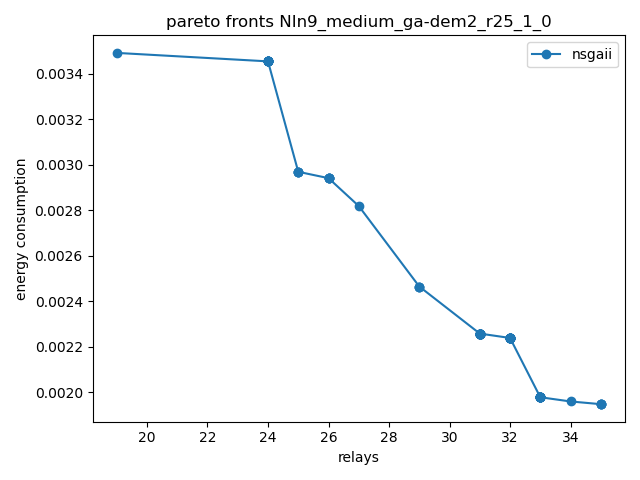 pareto fronts NIn9_medium_ga-dem2_r25_1_0
nsgaii
energy consumption
0.0034
0.0032
0.0030
0.0028
0.0026
0.0024
0.0022
0.0020
20 22 24 26 28 30 32 34
relays